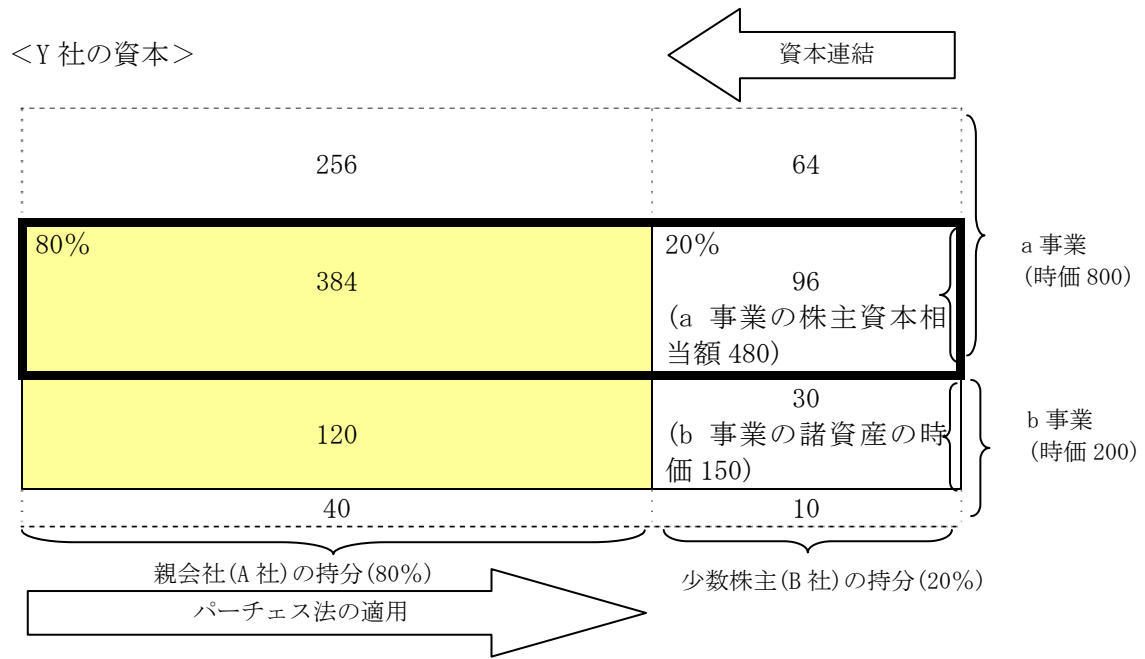 ＜Y 社の資本＞
資本連結
256
64
80％
384
20％
96
(a 事業の株主資本相
当額 480)
a 事業
(時価 800)
120
30
(b 事業の諸資産の時
価 150)
b 事業
(時価 200)
40
10
親会社(A 社)の持分(80％)
少数株主(B 社)の持分(20％)
パーチェス法の適用